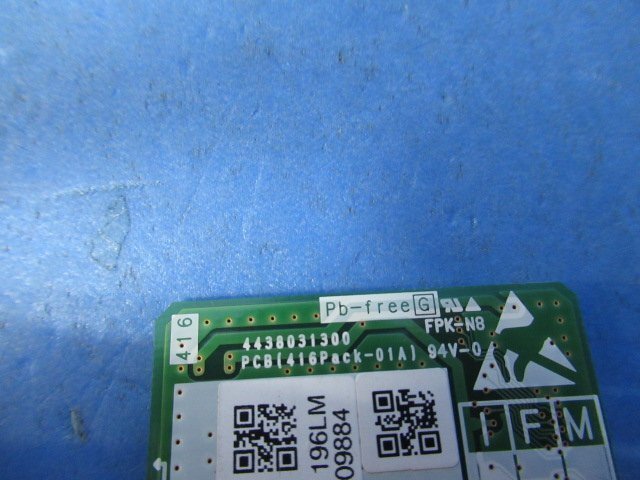 Pb-free G
FPK-N8
416
4438031300
PCB(416Pack-01A) 94V-0
196LM
09884
I F M